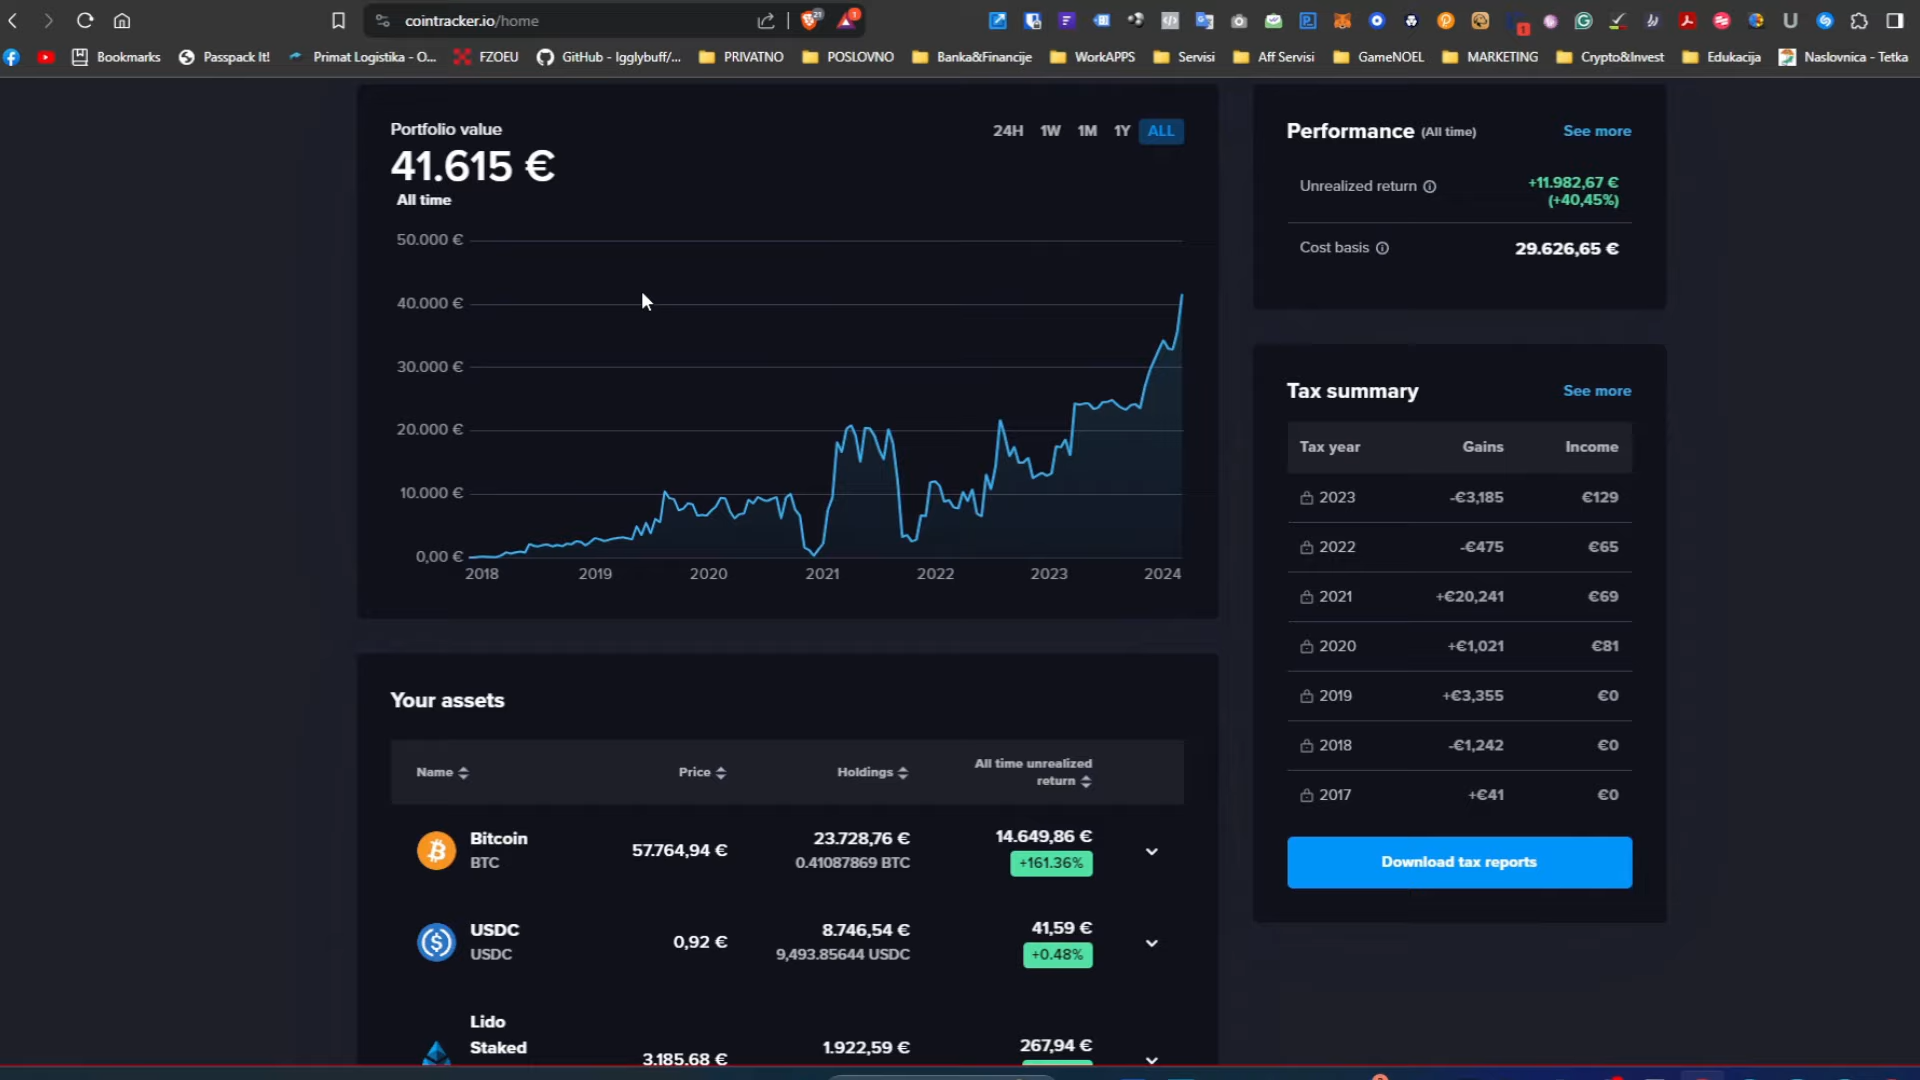 cointracker.io/home
21
1
1
Bookmarks
Passpack It!
Primat Logistika - O...
FZOEU
GitHub - Igglybuff/...
PRIVATNO
POSLOVNO
Banka&Financije
WorkAPPS
Servisi
Aff Servisi
GameNOEL
MARKETING
Crypto&Invest
Edukacija
Naslovnica - Tetka
Portfolio value
41.615 €
All time
24H 1W 1M 1Y ALL
50.000 €
40.000 €
30.000 €
20.000 €
10.000 €
0,00 €
2018 2019 2020 2021 2022 2023 2024
Performance (All time) See more
Unrealized return +11.982,67 €
(+40,45%)
Cost basis 29.626,65 €
Tax summary See more
Tax year Gains Income
2023 -€3,185 €129
2022 -€475 €65
2021 +€20,241 €69
2020 +€1,021 €81
2019 +€3,355 €0
2018 -€1,242 €0
2017 +€41 €0
Download tax reports
Your assets
Name Price Holdings All time unrealized
return
Bitcoin
BTC
57.764,94 €
23.728,76 €
0.41087869 BTC
14.649,86 €
+161.36%
USDC
USDC
0,92 €
8.746,54 €
9,493.85644 USDC
41,59 €
+0.48%
Lido
Staked
3.185,68 €
1.922,59 €
267,94 €